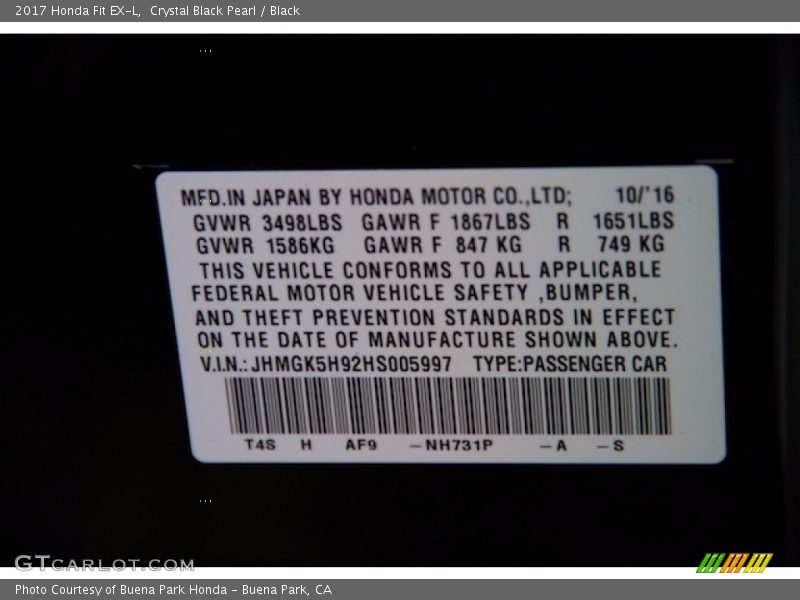 2017 Honda Fit EX-L,  Crystal Black Pearl / Black
MFD.IN JAPAN BY HONDA MOTOR CO.,LTD; 10/'16
GVWR 3498LBS GAWR F 1867LBS R 1651LBS
GVWR 1586KG GAWR F 847 KG R 749 KG
THIS VEHICLE CONFORMS TO ALL APPLICABLE
FEDERAL MOTOR VEHICLE SAFETY ,BUMPER,
AND THEFT PREVENTION STANDARDS IN EFFECT
ON THE DATE OF MANUFACTURE SHOWN ABOVE.
V.I.N.:JHMGK5H92HS005997 TYPE:PASSENGER CAR
T4S H AF9 -NH731P -A -S
GTCARLOT.COM
Photo Courtesy of Buena Park Honda - Buena Park, CA